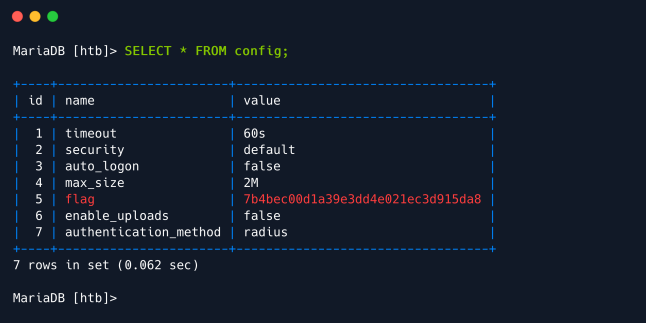 MariaDB [htb]> SELECT * FROM config;
+----+-----------------------+----------------------------------+
| id | name                  | value                            |
+----+-----------------------+----------------------------------+
|  1 | timeout               | 60s                              |
|  2 | security              | default                          |
|  3 | auto_logon            | false                            |
|  4 | max_size              | 2M                               |
|  5 | flag                  | 7b4bec00d1a39e3dd4e021ec3d915da8 |
|  6 | enable_uploads        | false                            |
|  7 | authentication_method | radius                           |
+----+-----------------------+----------------------------------+
7 rows in set (0.062 sec)
MariaDB [htb]>